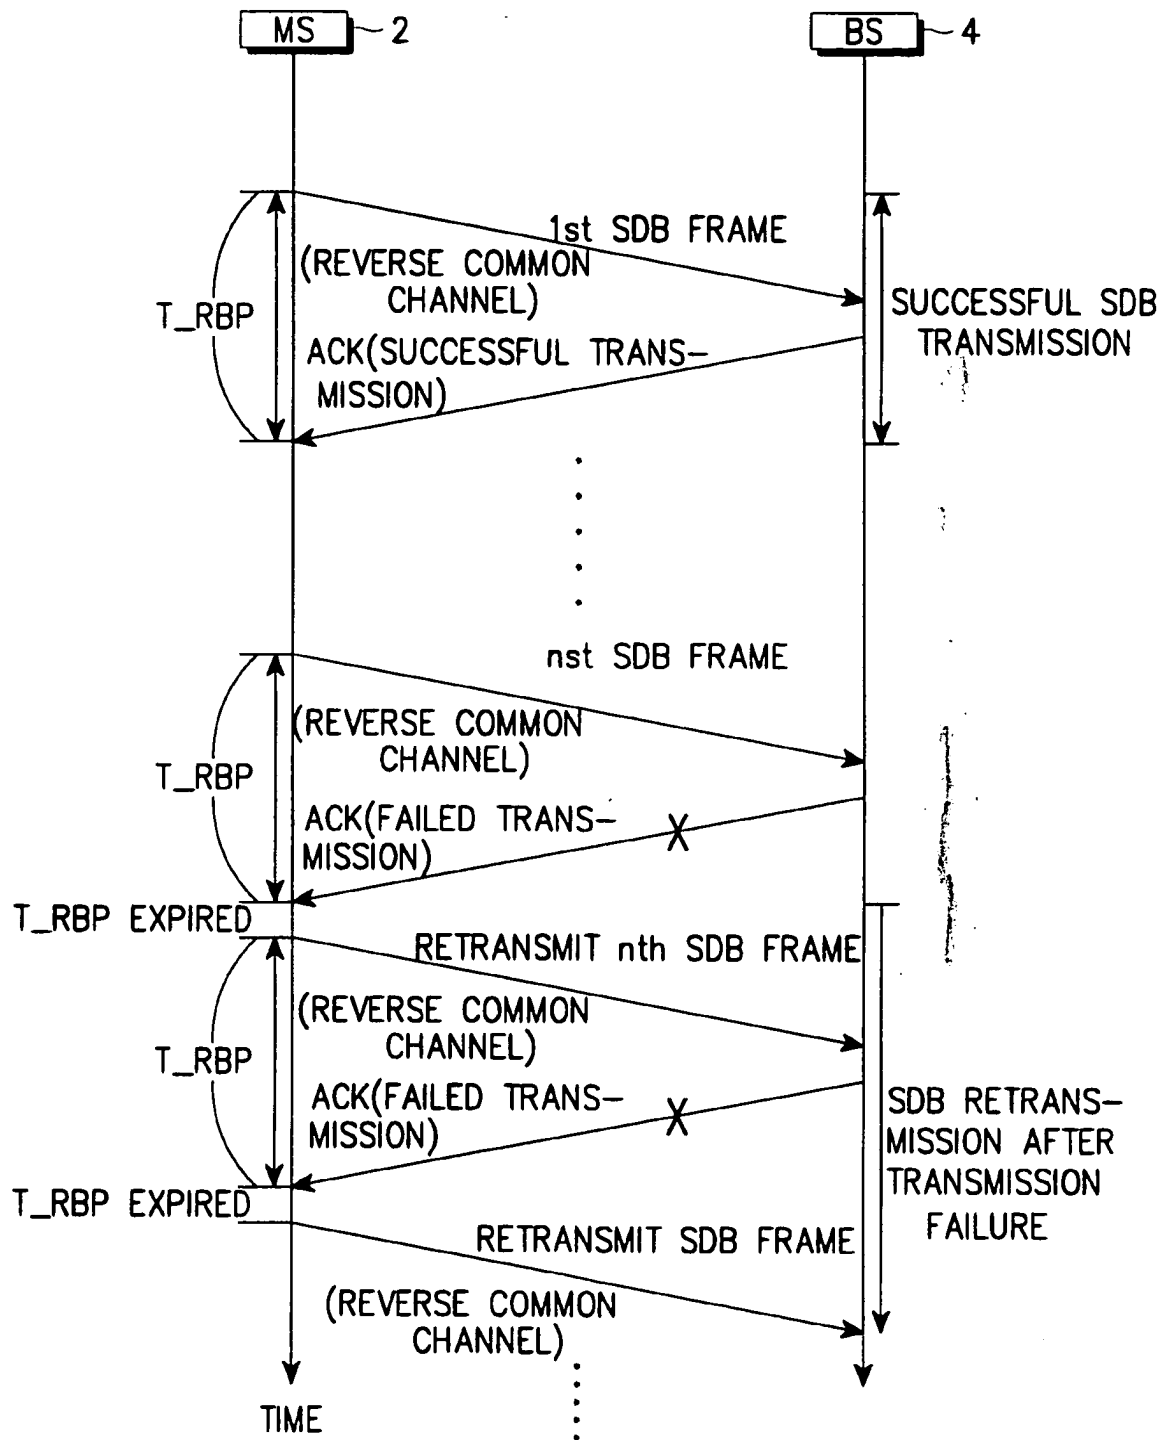 MS 2
BS 4
1st SDB FRAME
(REVERSE COMMON
CHANNEL)
T_RBP
SUCCESSFUL SDB
TRANSMISSION
ACK(SUCCESSFUL TRANS-
MISSION)
nst SDB FRAME
(REVERSE COMMON
CHANNEL)
T_RBP
ACK(FAILED TRANS-
MISSION)
X
T_RBP EXPIRED
RETRANSMIT nth SDB FRAME
(REVERSE COMMON
CHANNEL)
T_RBP
ACK(FAILED TRANS-
MISSION)
X
SDB RETRANS-
MISSION AFTER
TRANSMISSION
FAILURE
T_RBP EXPIRED
RETRANSMIT SDB FRAME
(REVERSE COMMON
CHANNEL)
TIME